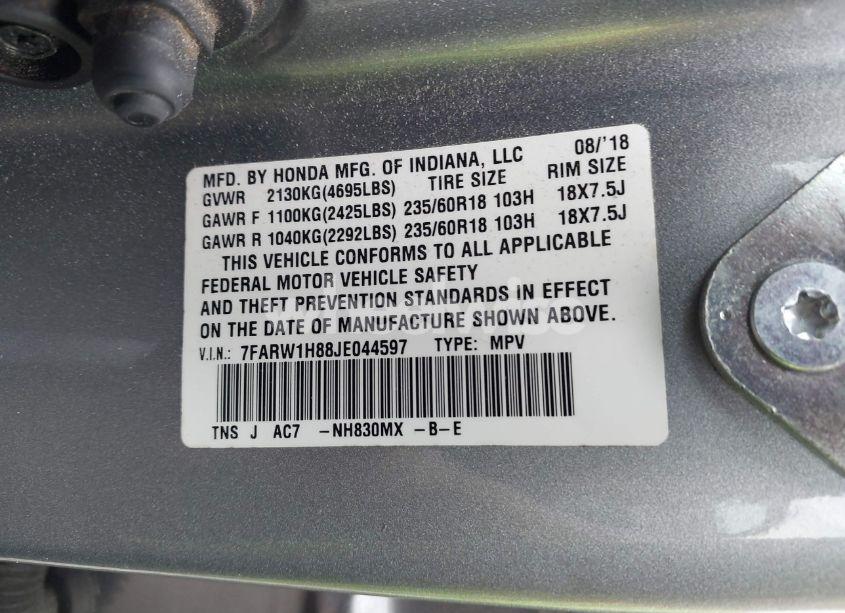 MFD. BY HONDA MFG. OF INDIANA, LLC 08/'18
GVWR 2130KG(4695LBS) TIRE SIZE RIM SIZE
GAWR F 1100KG(2425LBS) 235/60R18 103H 18X7.5J
GAWR R 1040KG(2292LBS) 235/60R18 103H 18X7.5J
THIS VEHICLE CONFORMS TO ALL APPLICABLE
FEDERAL MOTOR VEHICLE SAFETY
AND THEFT PREVENTION STANDARDS IN EFFECT
ON THE DATE OF MANUFACTURE SHOWN ABOVE.
V.I.N.: 7FARW1H88JE044597 TYPE: MPV
TNS J AC7 -NH830MX -B-E